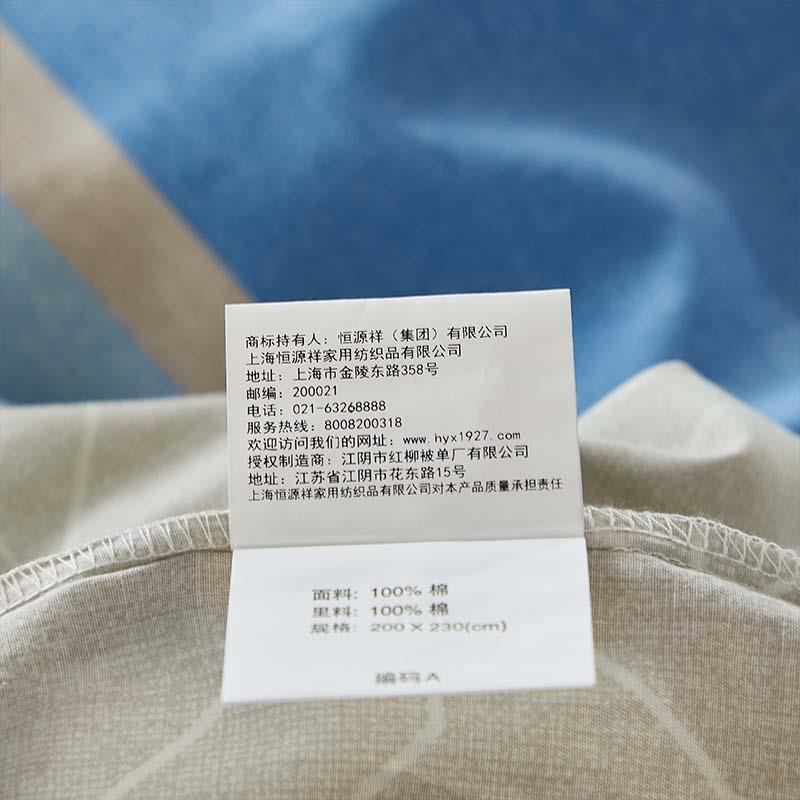 商标持有人：恒源祥（集团）有限公司
上海恒源祥家用纺织品有限公司
地址：上海市金陵东路358号
邮编：200021
电话：021-63268888
服务热线：8008200318
欢迎访问我们的网址：www.hyx1927.com
授权制造商：江阴市红柳被单厂有限公司
地址：江苏省江阴市花东路15号
上海恒源祥家用纺织品有限公司对本产品质量承担责任
面料：100% 棉
里料：100% 棉
规格：200 X 230(cm)
编码A